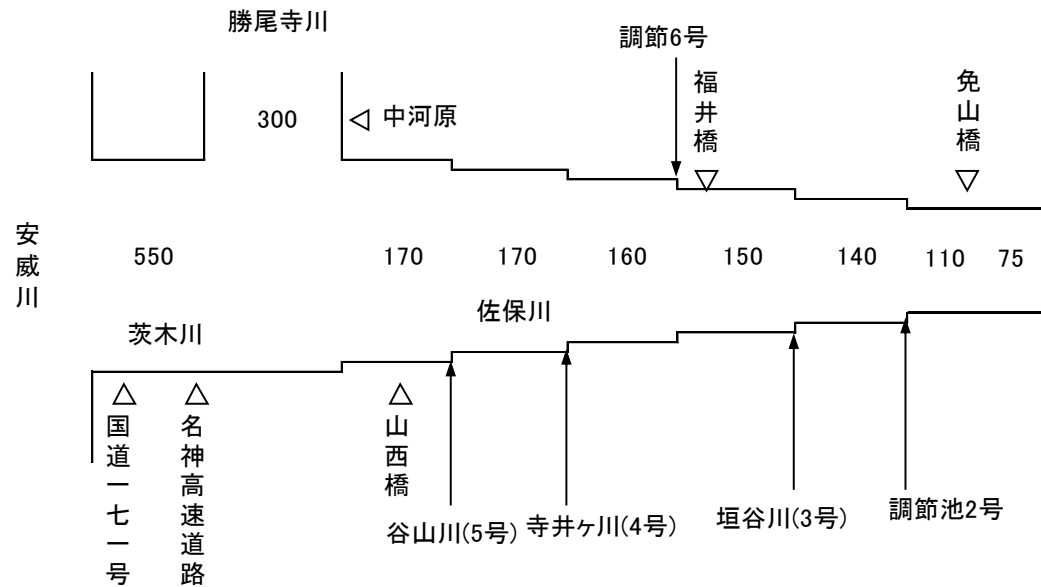 勝尾寺川
調節6号
福井橋
免山橋
300
中河原
安威川
550
170
170
160
150
140
110
75
茨木川
佐保川
国道一七一号
名神高速道路
山西橋
谷山川(5号)
寺井ヶ川(4号)
垣谷川(3号)
調節池2号